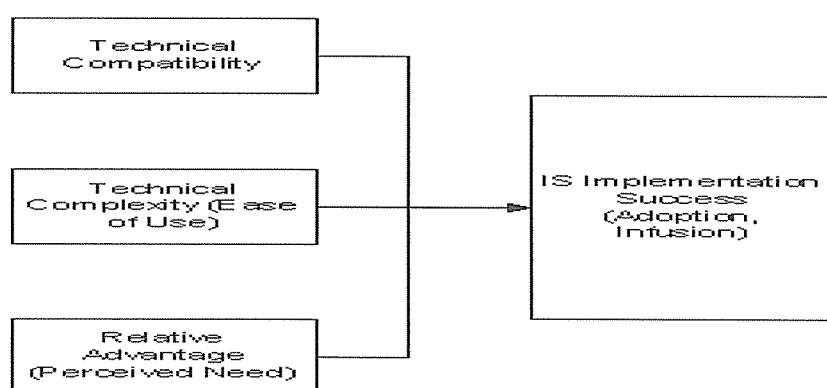 Technical
Compatibility
Technical
Complexity (Ease
of Use)
Relative
Advantage
(Perceived Need)
IS Implementation
Success
(Adoption,
Infusion)